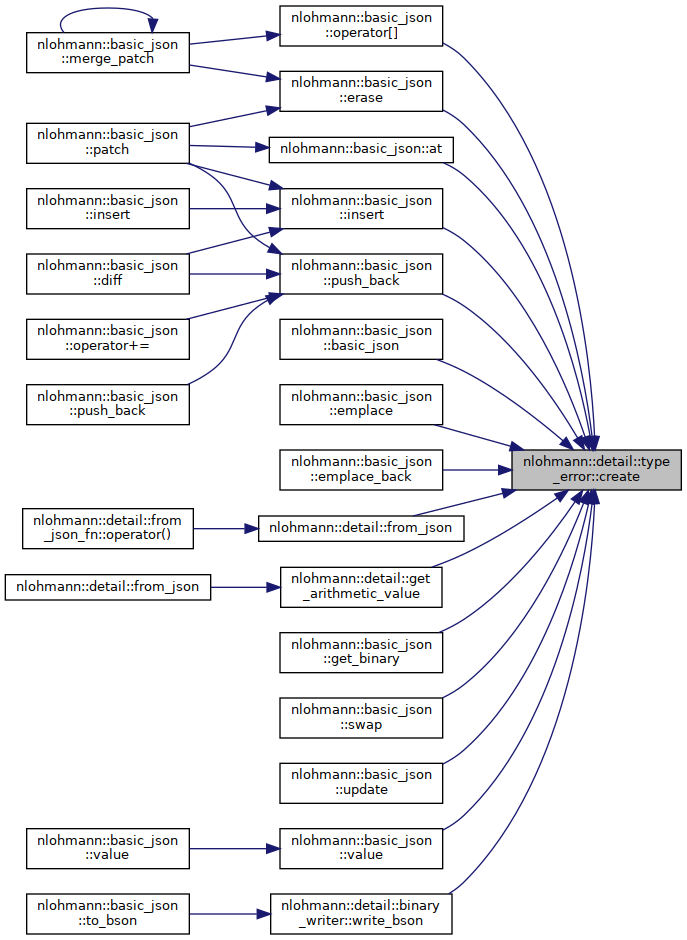 nlohmann::basic_json
::merge_patch
nlohmann::basic_json
::operator[]
nlohmann::basic_json
::erase
nlohmann::basic_json
::patch
nlohmann::basic_json::at
nlohmann::basic_json
::insert
nlohmann::basic_json
::insert
nlohmann::basic_json
::diff
nlohmann::basic_json
::push_back
nlohmann::basic_json
::operator+=
nlohmann::basic_json
::basic_json
nlohmann::basic_json
::push_back
nlohmann::basic_json
::emplace
nlohmann::basic_json
::emplace_back
nlohmann::detail::type
_error::create
nlohmann::detail::from
_json_fn::operator()
nlohmann::detail::from_json
nlohmann::detail::from_json
nlohmann::detail::get
_arithmetic_value
nlohmann::basic_json
::get_binary
nlohmann::basic_json
::swap
nlohmann::basic_json
::update
nlohmann::basic_json
::value
nlohmann::basic_json
::value
nlohmann::basic_json
::to_bson
nlohmann::detail::binary
_writer::write_bson